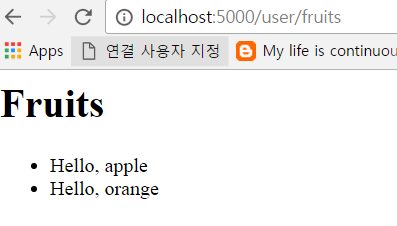 localhost:5000/user/fruits
Apps 연결 사용자 지정 My life is continuou
Fruits
Hello, apple
Hello, orange